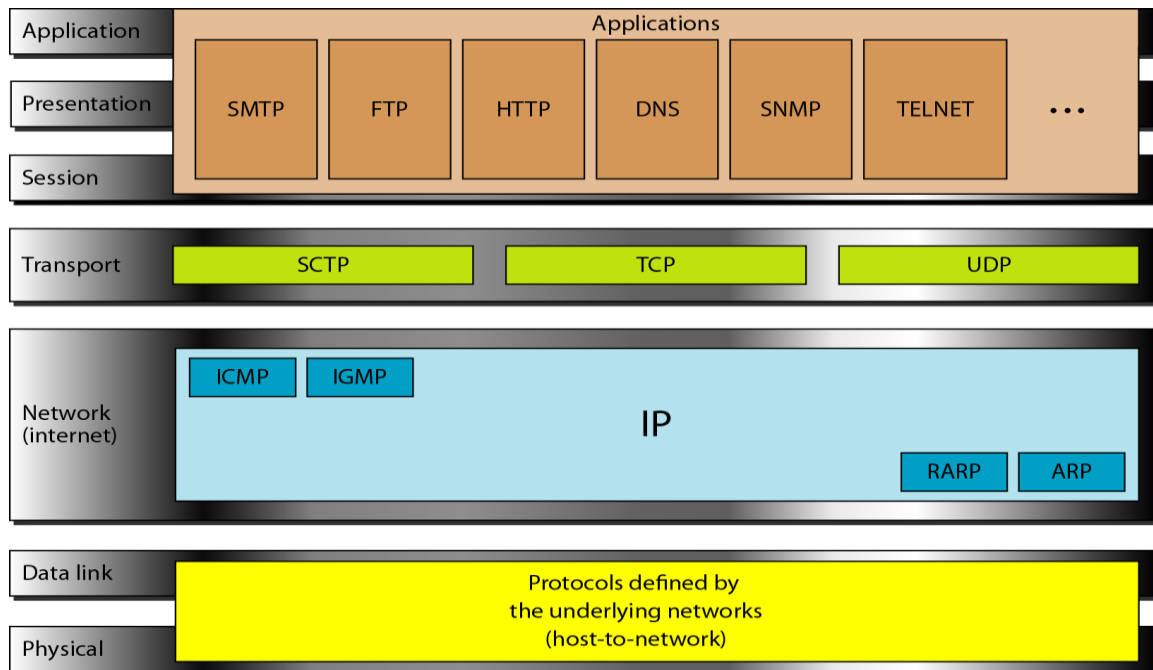 Application
Applications
Presentation
SMTP
FTP
HTTP
DNS
SNMP
TELNET
...
Session
Transport
SCTP
TCP
UDP
Network
(internet)
ICMP
IGMP
IP
RARP
ARP
Data link
Physical
Protocols defined by
the underlying networks
(host-to-network)